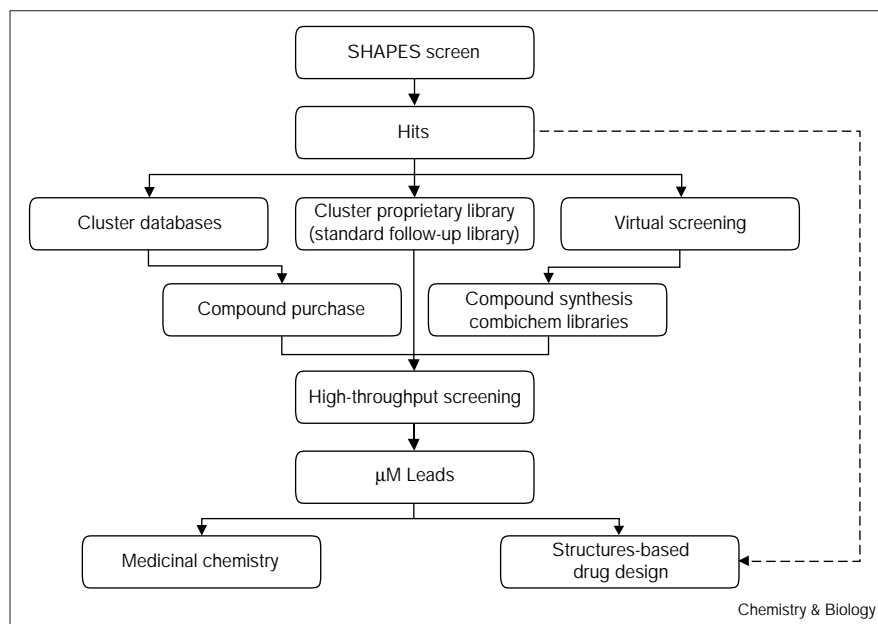 SHAPES screen
Hits
Cluster databases
Cluster proprietary library
(standard follow-up library)
Virtual screening
Compound purchase
Compound synthesis
combichem libraries
High-throughput screening
μM Leads
Medicinal chemistry
Structures-based
drug design
Chemistry & Biology